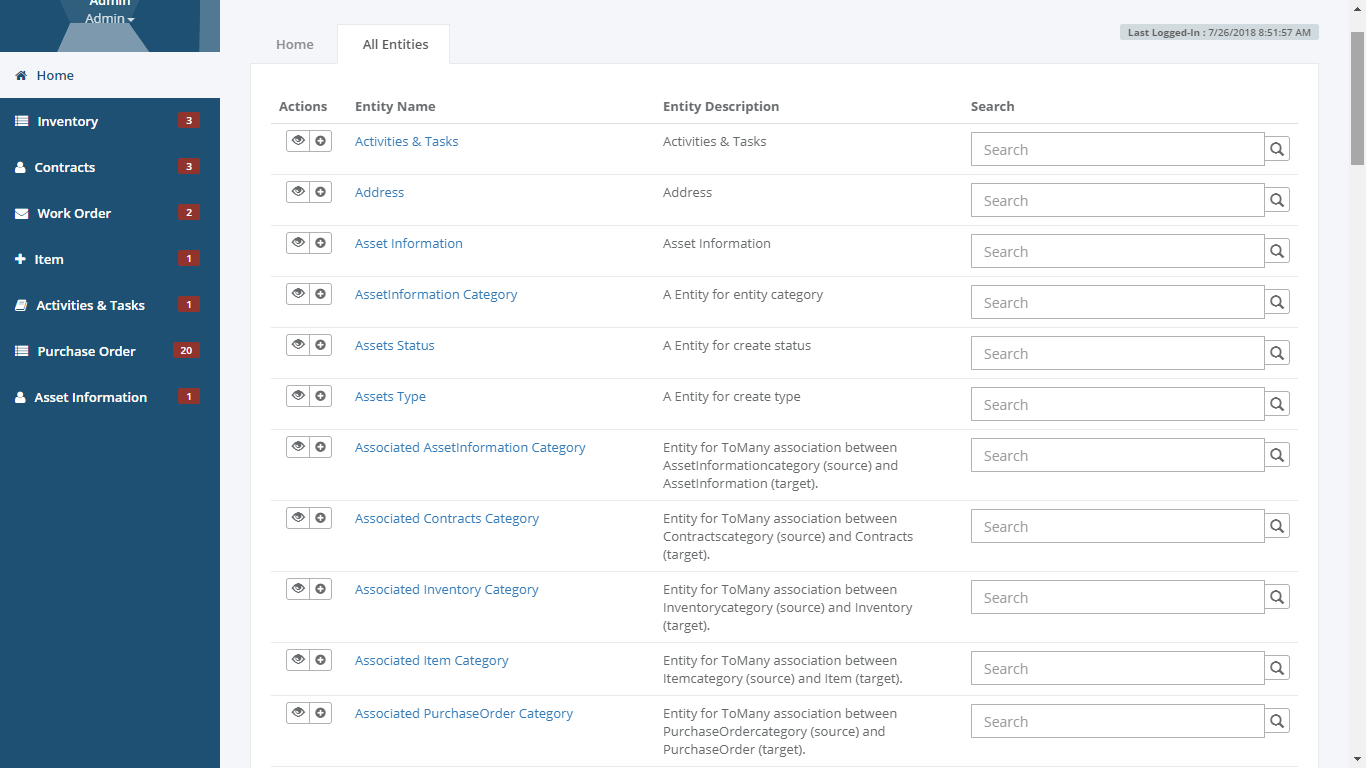 Admin
Admin
Home
Inventory 3
Contracts 3
Work Order 2
Item 1
Activities & Tasks 1
Purchase Order 20
Asset Information 1
Home All Entities
Last Logged-In : 7/26/2018 8:51:57 AM
Actions Entity Name Entity Description Search
Activities & Tasks Activities & Tasks Search
Address Address Search
Asset Information Asset Information Search
AssetInformation Category A Entity for entity category Search
Assets Status A Entity for create status Search
Assets Type A Entity for create type Search
Associated AssetInformation Category Entity for ToMany association between Search
AssetInformationcategory (source) and
AssetInformation (target).
Associated Contracts Category Entity for ToMany association between Search
Contractscategory (source) and Contracts
(target).
Associated Inventory Category Entity for ToMany association between Search
Inventorycategory (source) and Inventory
(target).
Associated Item Category Entity for ToMany association between Search
Itemcategory (source) and Item (target).
Associated PurchaseOrder Category Entity for ToMany association between Search
PurchaseOrdercategory (source) and
PurchaseOrder (target).